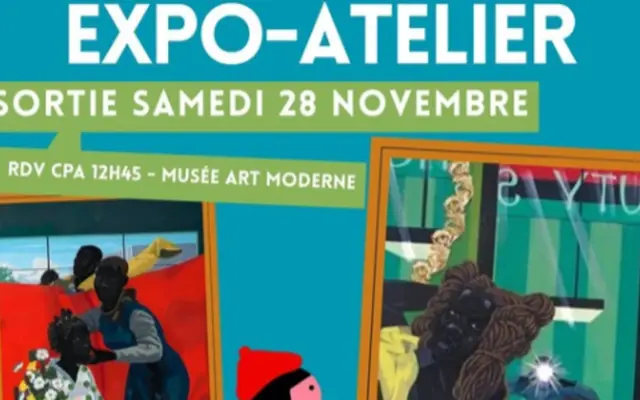 EXPO-ATELIER
SORTIE SAMEDI 28 NOVEMBRE
RDV CPA 12H45 - MUSÉE ART MODERNE